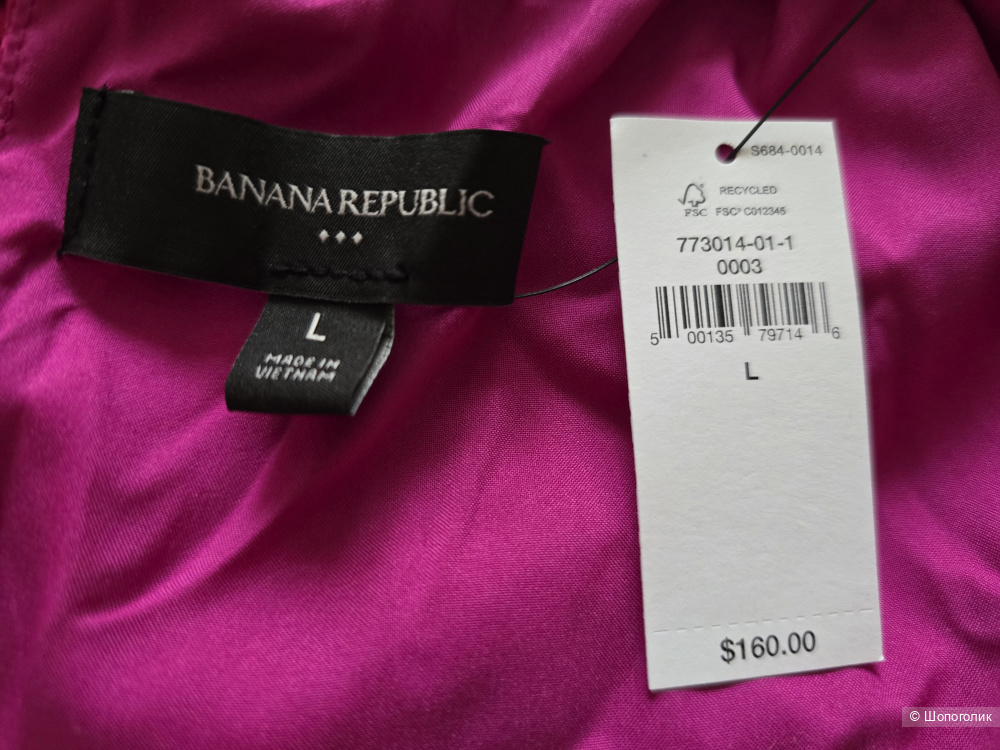 BANANA REPUBLIC
L
MADE IN
VIETNAM
S684-0014
RECYCLED
FSC FSC® C012345
773014-01-1
0003
5 00135 79714 6
L
$160.00
© Шопоголик